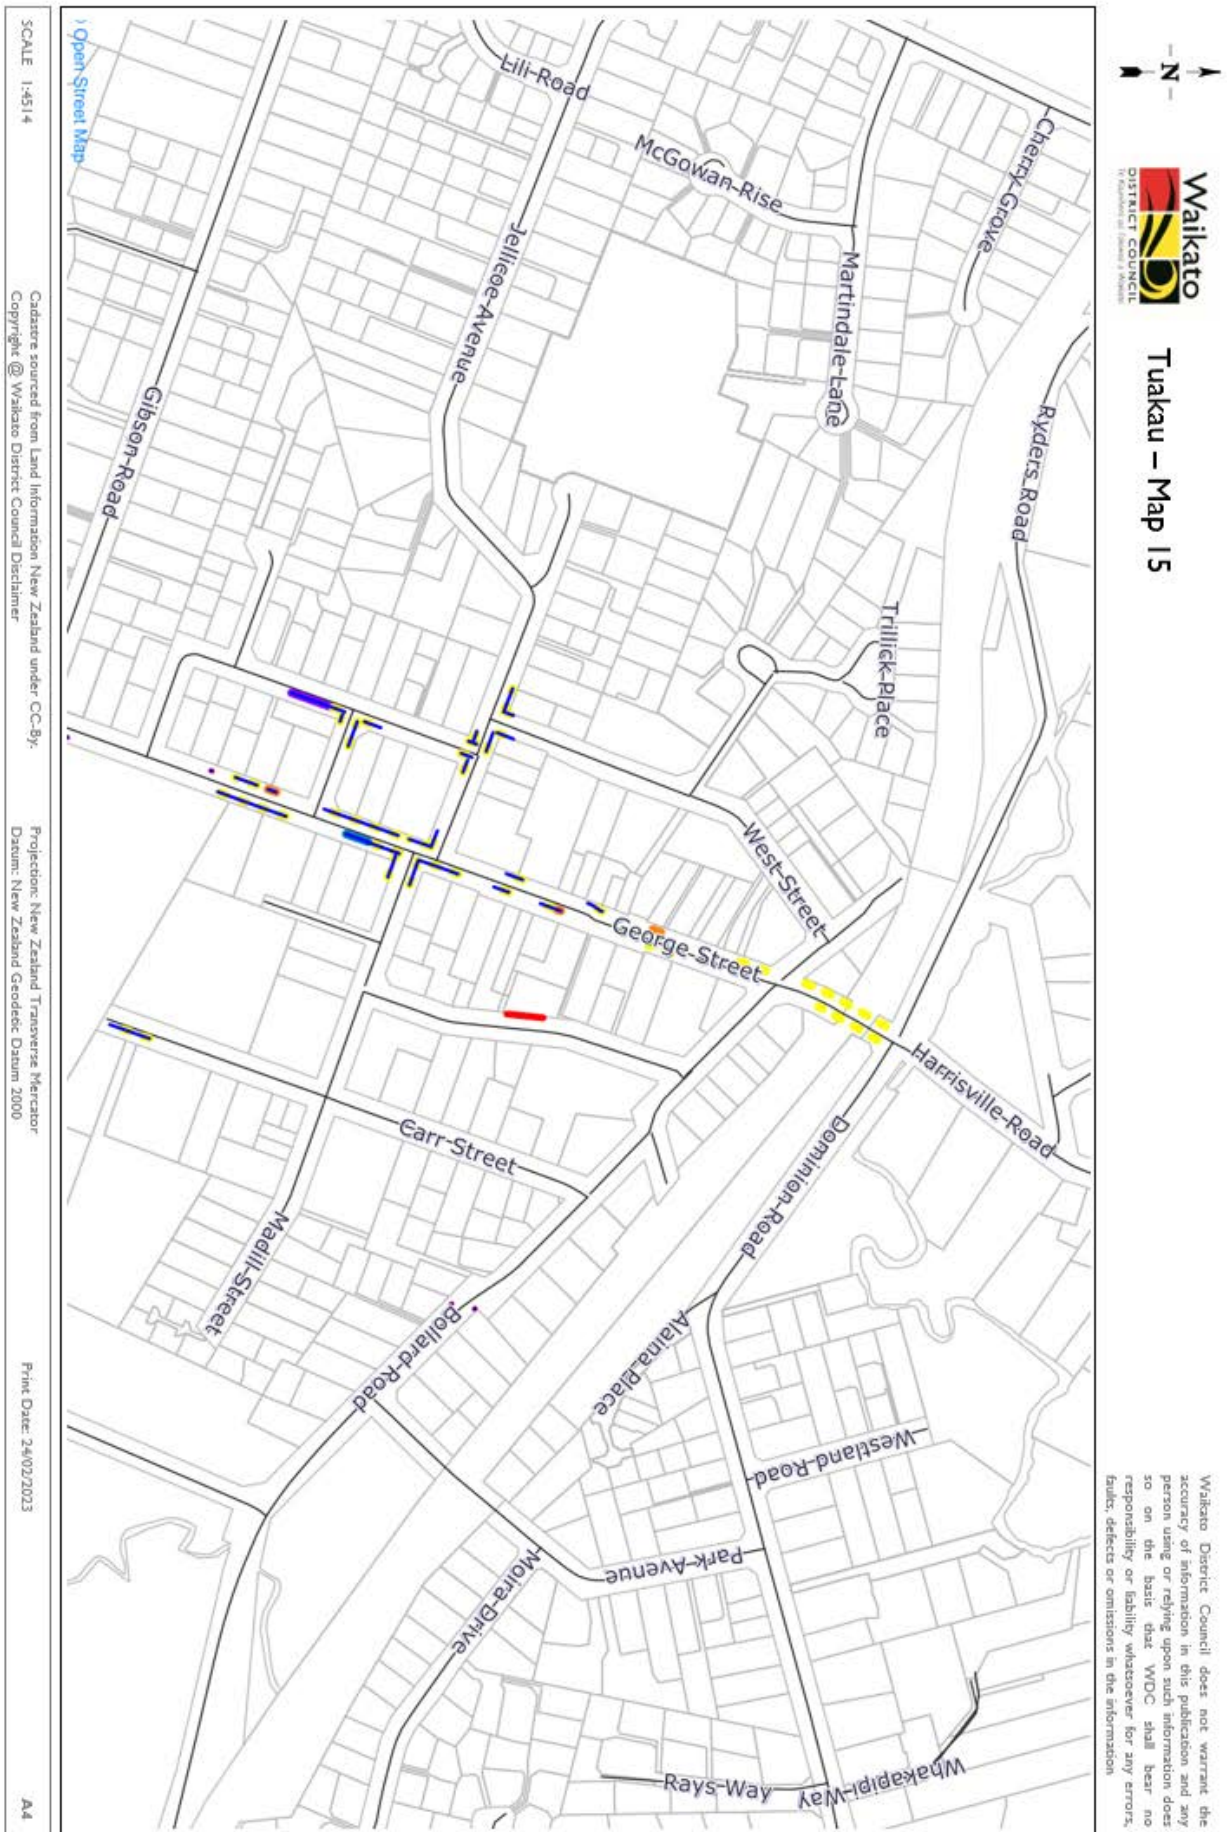 Tuakau – Map 15
Waikato
DISTRICT COUNCIL
N
Waikato District Council does not warrant the
accuracy of information in this publication and any
person using or relying upon such information does
so on the basis that WDC shall bear no
responsibility or liability whatsoever for any errors,
faults, defects or omissions in the information
Cherry Grove
Ryders Road
Lili Road
McGowan Rise
Martindale Lane
Jellicoe Avenue
Gibson Road
Trillick Place
West Street
George Street
Harrisville Road
Dominion Road
Carr Street
Madill Street
Bollard Road
Alaina Place
Westland Road
Park Avenue
Moira Drive
Rays Way
Whakapipi Way
Open Street Map
SCALE 1:4514
Cadastre sourced from Land Information New Zealand under CC-By.
Copyright @ Waikato District Council Disclaimer
Projection: New Zealand Transverse Mercator
Datum: New Zealand Geodetic Datum 2000
Print Date: 24/02/2023
A4